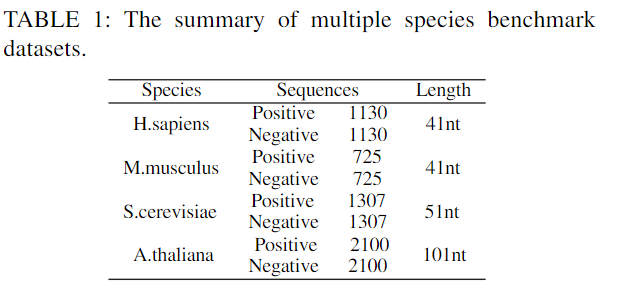 TABLE 1: The summary of multiple species benchmark
datasets.
Species Sequences Length
H.sapiens Positive 1130 41nt
Negative 1130
M.musculus Positive 725 41nt
Negative 725
S.cerevisiae Positive 1307 51nt
Negative 1307
A.thaliana Positive 2100 101nt
Negative 2100